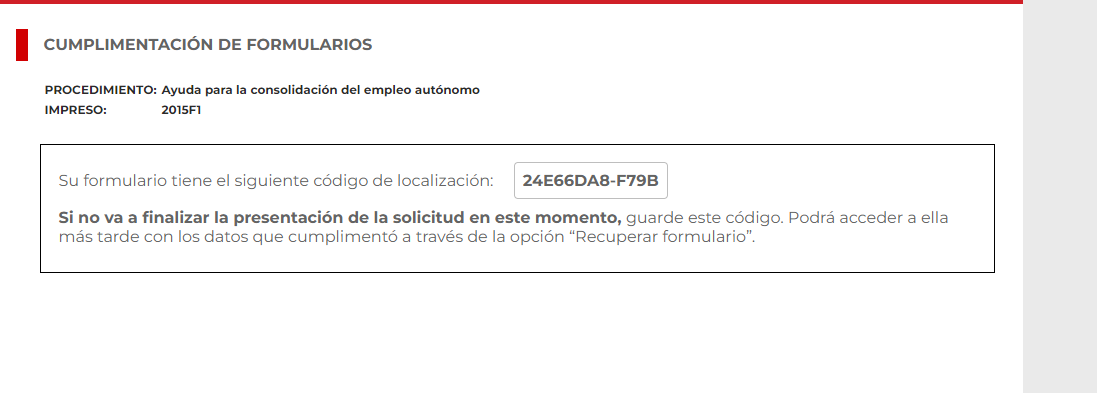 CUMPLIMENTACIÓN DE FORMULARIOS
PROCEDIMIENTO: Ayuda para la consolidación del empleo autónomo
IMPRESO: 2015F1
Su formulario tiene el siguiente código de localización: 24E66DA8-F79B
Si no va a finalizar la presentación de la solicitud en este momento, guarde este código. Podrá acceder a ella
más tarde con los datos que cumplimentó a través de la opción “Recuperar formulario”.